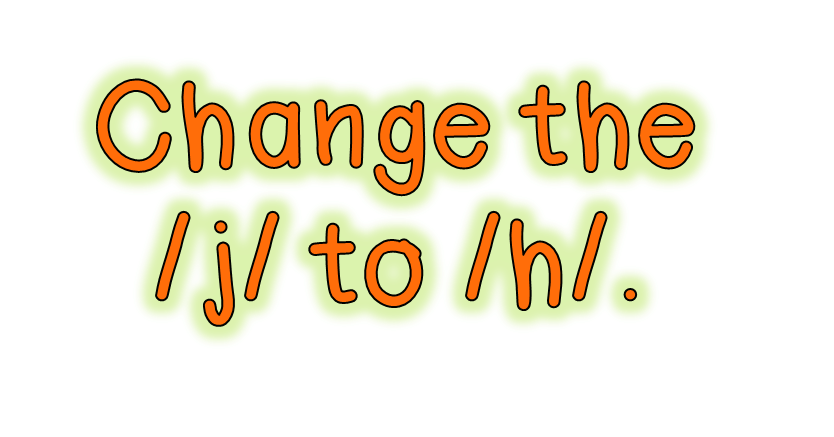 Change the
/j/ to /h/.